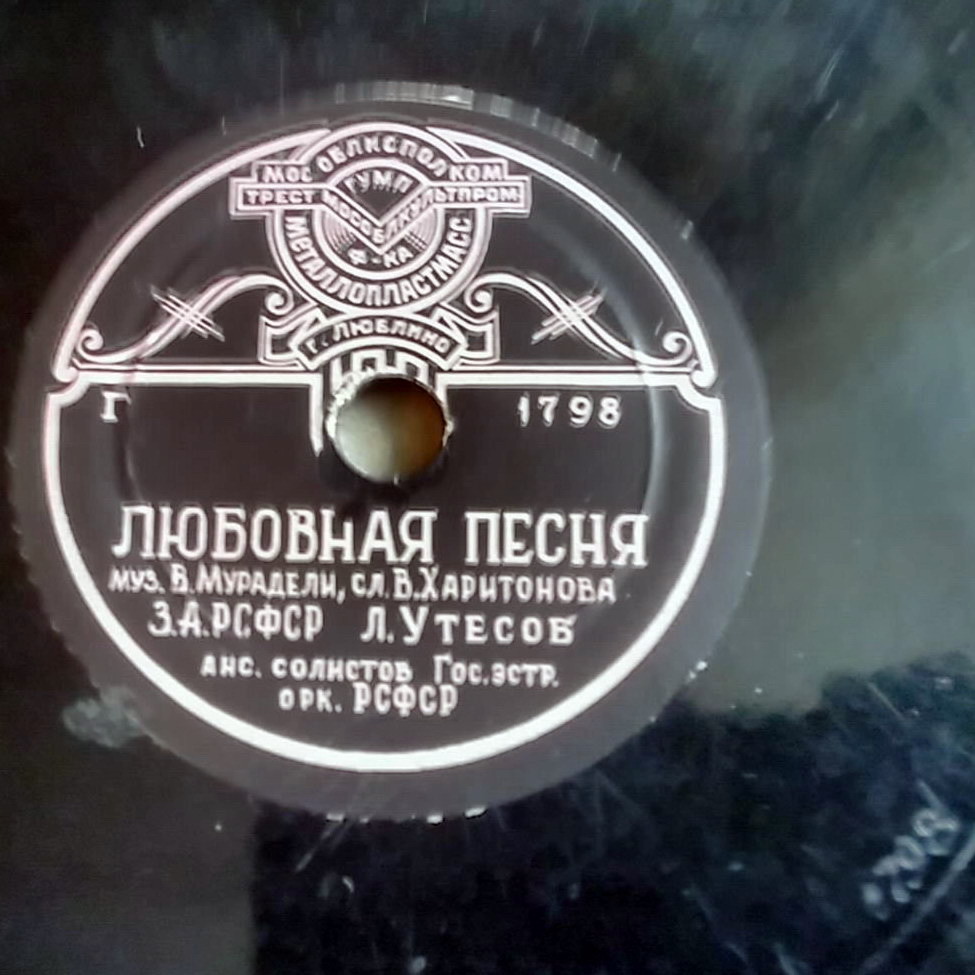 МОСОБЛИСПОЛКОМ
ГУМП
ТРЕСТ МОСОБЛКУЛЬТПРОМ
Ф-КА
МЕТАЛЛОПЛАСТМАСС
г. ЛЮБЛИНО
Г 1798
ЛЮБОВНАЯ ПЕСНЯ
муз. В.Мурадели, сл. В.Харитонова
З.А.РСФСР Л.Утесов
анс. солистов Гос.эстр.
орк. РСФСР